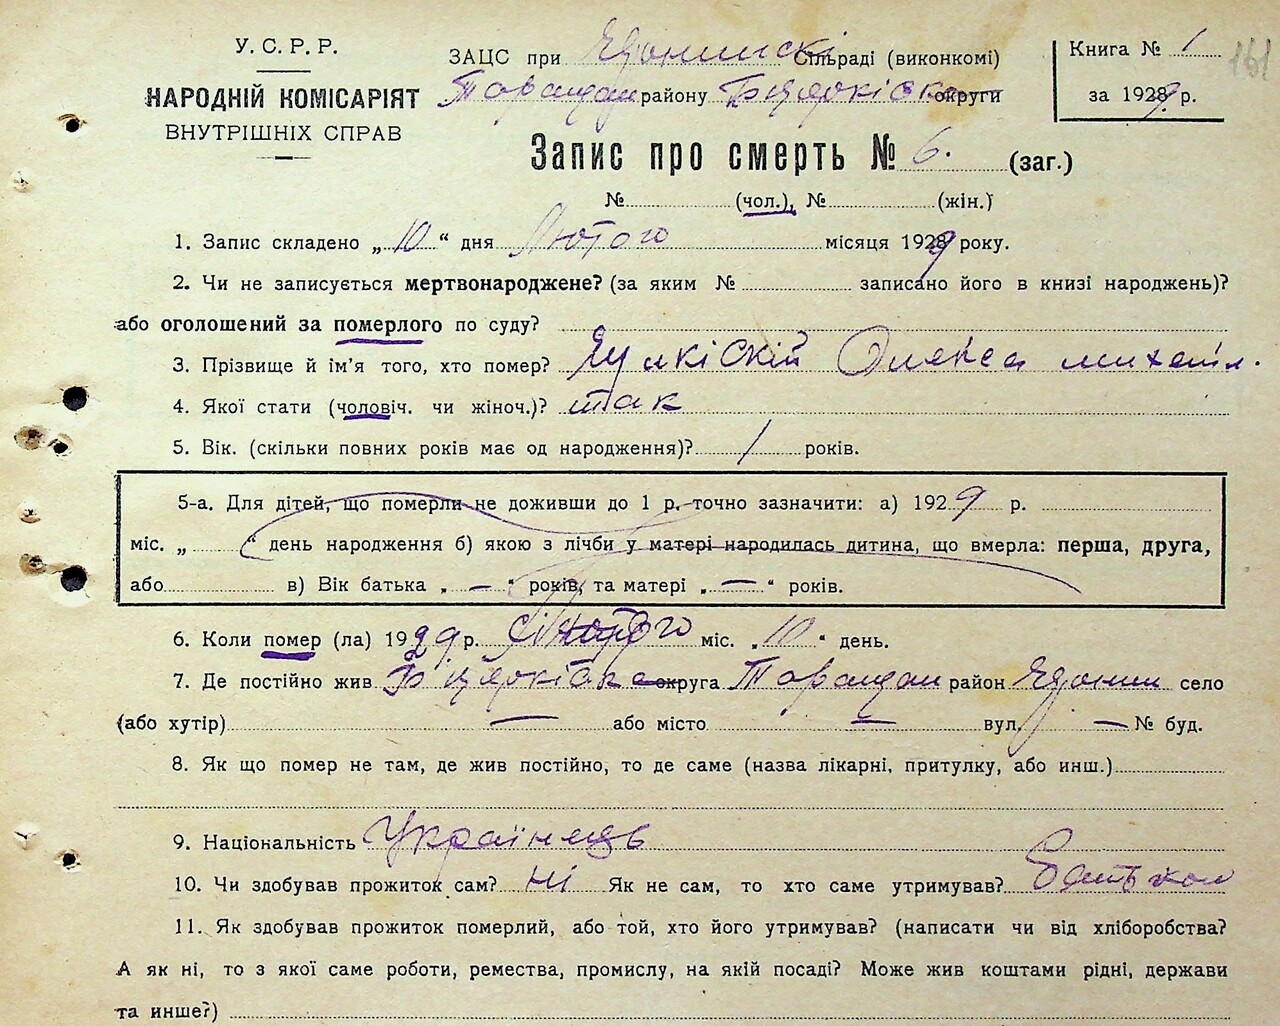 У. С. Р. Р.
НАРОДНІЙ КОМІСАРІЯТ
ВНУТРІШНІХ СПРАВ
ЗАЦС при Сільраді (виконкомі)
району округи
Книга № 1
за 1929 р.
161
Запис про смерть № 6. (заг.)
№ (чол.), № (жін.)
1. Запис складено „10“ дня Лютого місяця 1929 року.
2. Чи не записується мертвонароджене? (за яким № записано його в книзі народжень)?
або оголошений за померлого по суду?
3. Прізвище й ім'я того, хто помер? Олекса михайл.
4. Якої стати (чоловіч. чи жіноч.)? так
5. Вік. (скільки повних років має од народження)? 1 років.
5-а. Для дітей, що померли не доживши до 1 р. точно зазначити: а) 1929 р.
міс. „ “ день народження б) якою з лічби у матері народилась дитина, що вмерла: перша, друга,
або в) Вік батька „ — “ років, та матері „ — “ років.
6. Коли помер (ла) 1929 р. Лютого міс. „10“ день.
7. Де постійно жив округа район село
(або хутір) — або місто — вул. — № буд.
8. Як що помер не там, де жив постійно, то де саме (назва лікарні, притулку, або инш.)
9. Національність Українець
10. Чи здобував прожиток сам? ні Як не сам, то хто саме утримував? Батьком
11. Як здобував прожиток померлий, або той, хто його утримував? (написати чи від хліборобства?
А як ні, то з якої саме роботи, ремества, промислу, на якій посаді? Може жив коштами рідні, держави
та инше?)